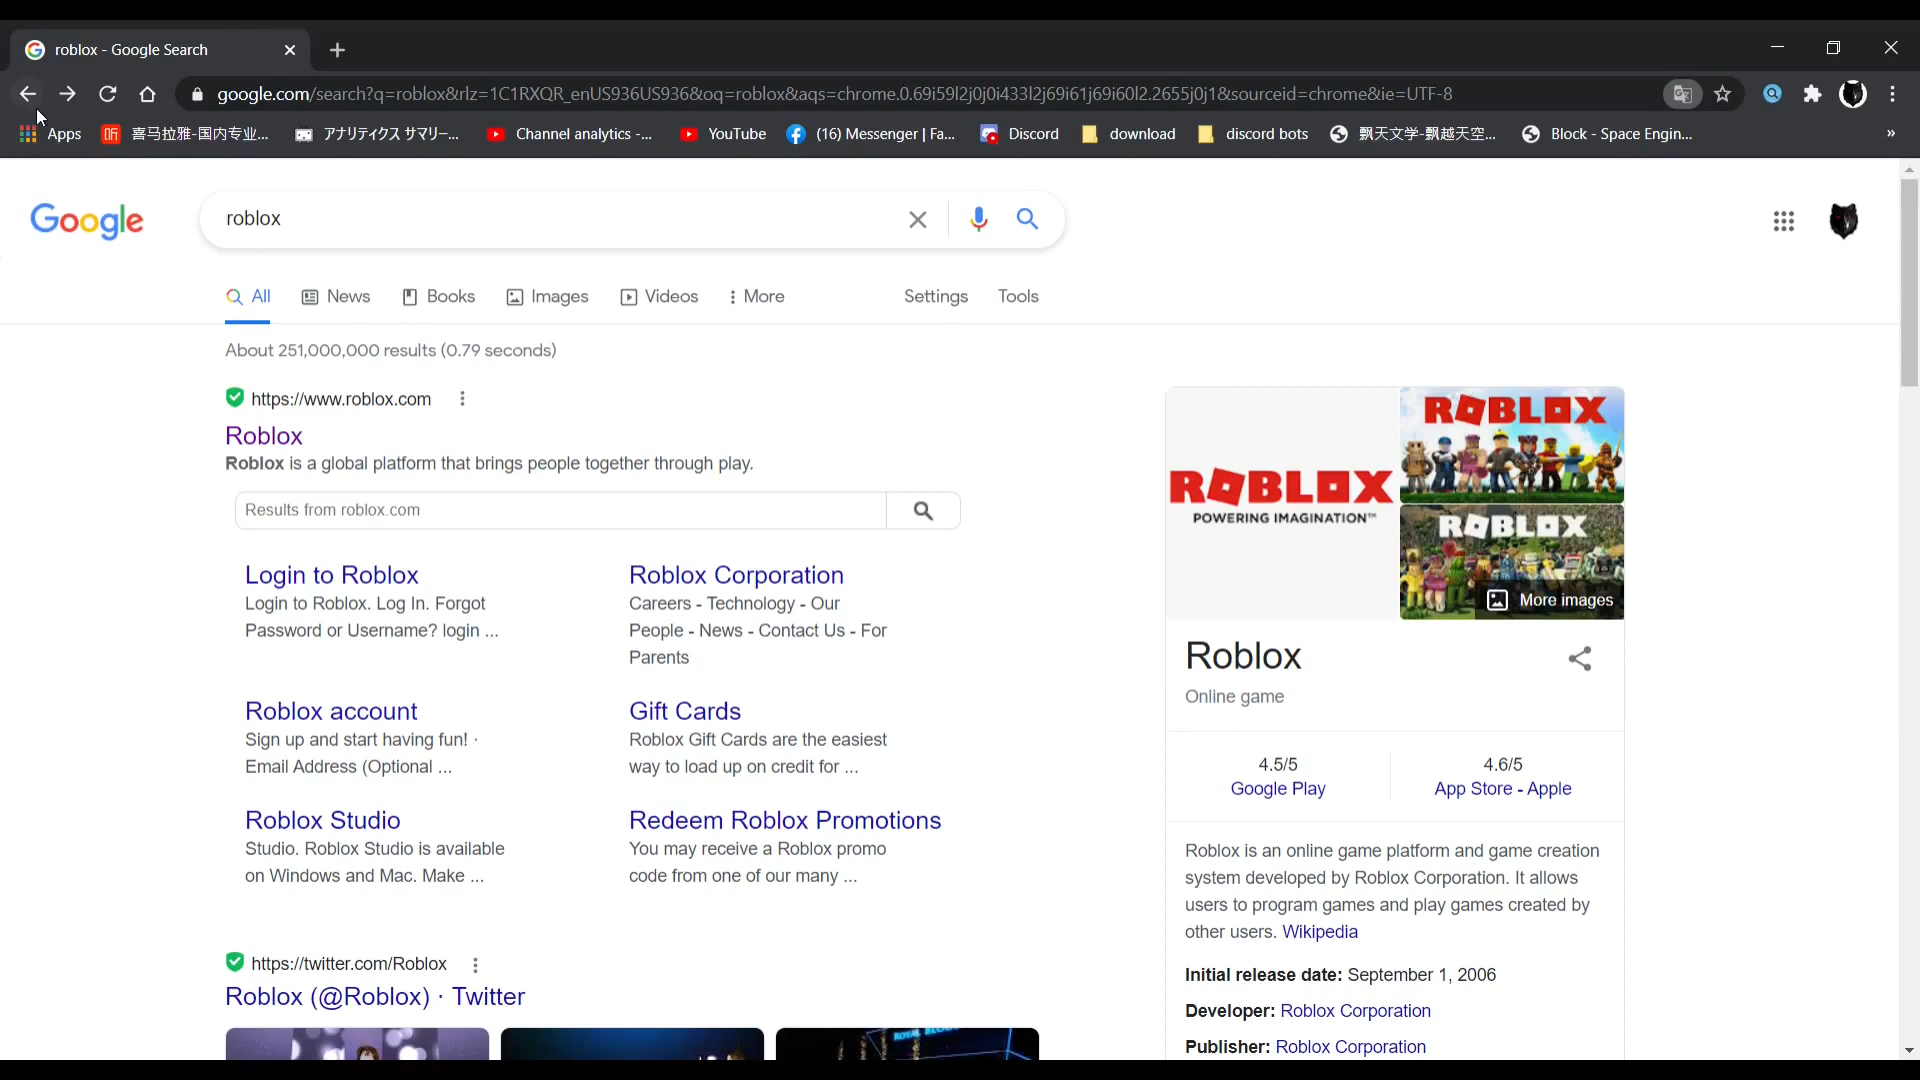 roblox - Google Search
google.com/search?q=roblox&rlz=1C1RXQR_enUS936US936&oq=roblox&aqs=chrome.0.69i59l2j0j0i433l2j69i61j69i60l2.2655j0j1&sourceid=chrome&ie=UTF-8
Apps 喜马拉雅-国内专业... アナリティクス サマリー... Channel analytics -... YouTube (16) Messenger | Fa... Discord download discord bots 飘天文学-飘越天空... Block - Space Engin... »
Google
roblox
All News Books Images Videos More Settings Tools
About 251,000,000 results (0.79 seconds)
https://www.roblox.com
Roblox
Roblox is a global platform that brings people together through play.
Results from roblox.com
Login to Roblox
Login to Roblox. Log In. Forgot
Password or Username? login ...
Roblox Corporation
Careers - Technology - Our
People - News - Contact Us - For
Parents
Roblox account
Sign up and start having fun! ·
Email Address (Optional ...
Gift Cards
Roblox Gift Cards are the easiest
way to load up on credit for ...
Roblox Studio
Studio. Roblox Studio is available
on Windows and Mac. Make ...
Redeem Roblox Promotions
You may receive a Roblox promo
code from one of our many ...
https://twitter.com/Roblox
Roblox (@Roblox) · Twitter
ROBLOX
POWERING IMAGINATION™
ROBLOX
ROBLOX
More images
Roblox
Online game
4.5/5
Google Play
4.6/5
App Store - Apple
Roblox is an online game platform and game creation
system developed by Roblox Corporation. It allows
users to program games and play games created by
other users. Wikipedia
Initial release date: September 1, 2006
Developer: Roblox Corporation
Publisher: Roblox Corporation